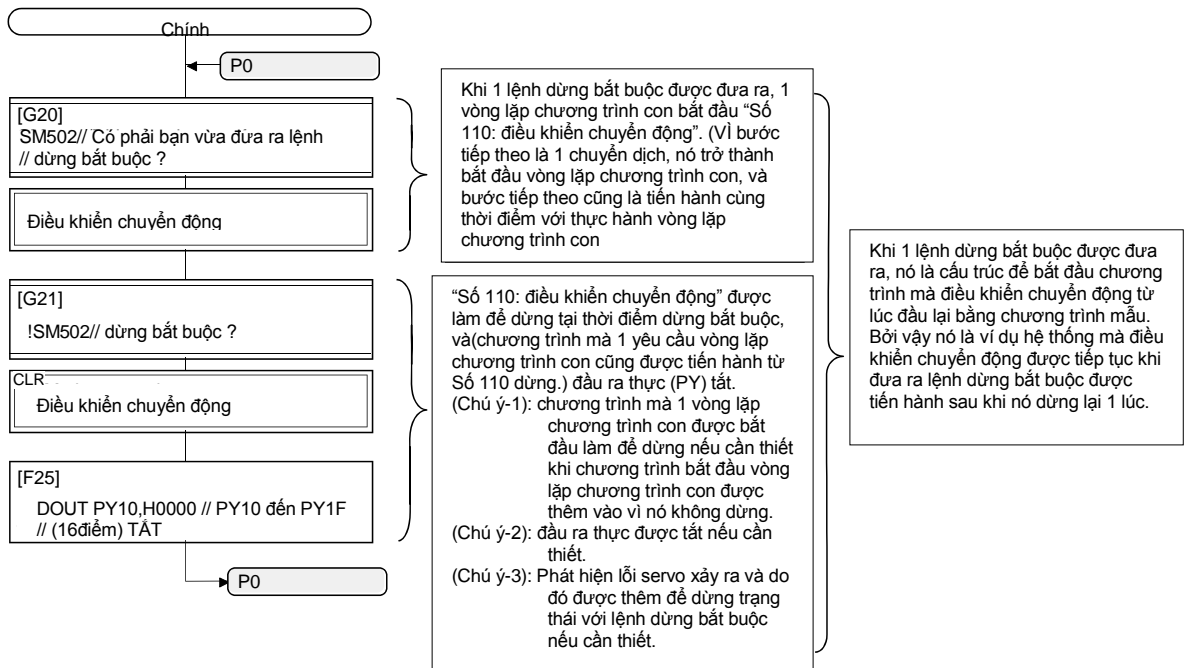 Chính
P0
[G20]
SM502// Có phải bạn vừa đưa ra lệnh
// dừng bắt buộc ?
Điều khiển chuyển động
[G21]
!SM502// dừng bắt buộc ?
CLR
Điều khiển chuyển động
[F25]
DOUT PY10,H0000 // PY10 đến PY1F
// (16điểm) TẮT
P0
Khi 1 lệnh dừng bắt buộc được đưa ra, 1
vòng lặp chương trình con bắt đầu “Số
110: điều khiển chuyển động”. (VÌ bước
tiếp theo là 1 chuyển dịch, nó trở thành
bắt đầu vòng lặp chương trình con, và
bước tiếp theo cũng là tiến hành cùng
thời điểm với thực hành vòng lặp
chương trình con
“Số 110: điều khiển chuyển động” được
làm để dừng tại thời điểm dừng bắt buộc,
và(chương trình mà 1 yêu cầu vòng lặp
chương trình con cũng được tiến hành từ
Số 110 dừng.) đầu ra thực (PY) tắt.
(Chú ý-1): chương trình mà 1 vòng lặp
chương trình con được bắt
đầu làm để dừng nếu cần thiết
khi chương trình bắt đầu vòng
lặp chương trình con được
thêm vào vì nó không dừng.
(Chú ý-2): đầu ra thực được tắt nếu cần
thiết.
(Chú ý-3): Phát hiện lỗi servo xảy ra và do
đó được thêm để dừng trạng
thái với lệnh dừng bắt buộc
nếu cần thiết.
Khi 1 lệnh dừng bắt buộc được đưa
ra, nó là cấu trúc để bắt đầu chương
trình mà điều khiển chuyển động từ
lúc đầu lại bằng chương trình mẫu.
Bởi vậy nó là ví dụ hệ thống mà điều
khiển chuyển động được tiếp tục khi
đưa ra lệnh dừng bắt buộc được
tiến hành sau khi nó dừng lại 1 lúc.